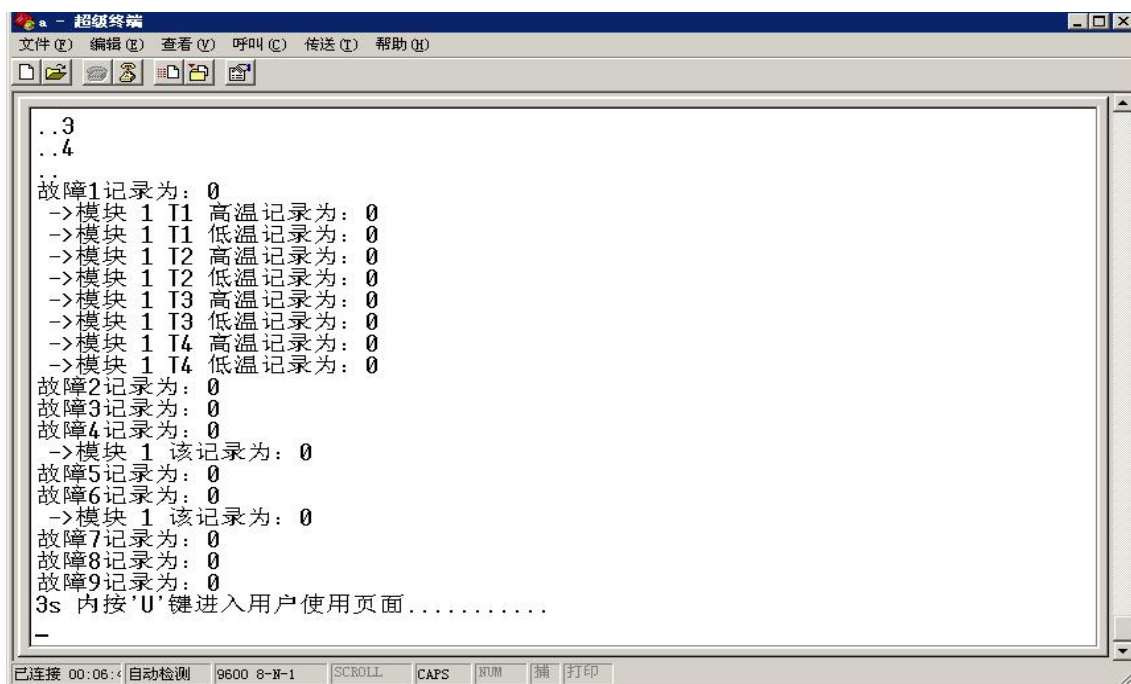 a - 超级终端
文件(F) 编辑(E) 查看(V) 呼叫(C) 传送(T) 帮助(H)
..3
..4
..
故障1记录为: 0
->模块 1 T1 高温记录为: 0
->模块 1 T1 低温记录为: 0
->模块 1 T2 高温记录为: 0
->模块 1 T2 低温记录为: 0
->模块 1 T3 高温记录为: 0
->模块 1 T3 低温记录为: 0
->模块 1 T4 高温记录为: 0
->模块 1 T4 低温记录为: 0
故障2记录为: 0
故障3记录为: 0
故障4记录为: 0
->模块 1 该记录为: 0
故障5记录为: 0
故障6记录为: 0
->模块 1 该记录为: 0
故障7记录为: 0
故障8记录为: 0
故障9记录为: 0
3s 内按'U'键进入用户使用页面...........
_
已连接 00:06: 自动检测 9600 8-N-1 SCROLL CAPS NUM 捕 打印